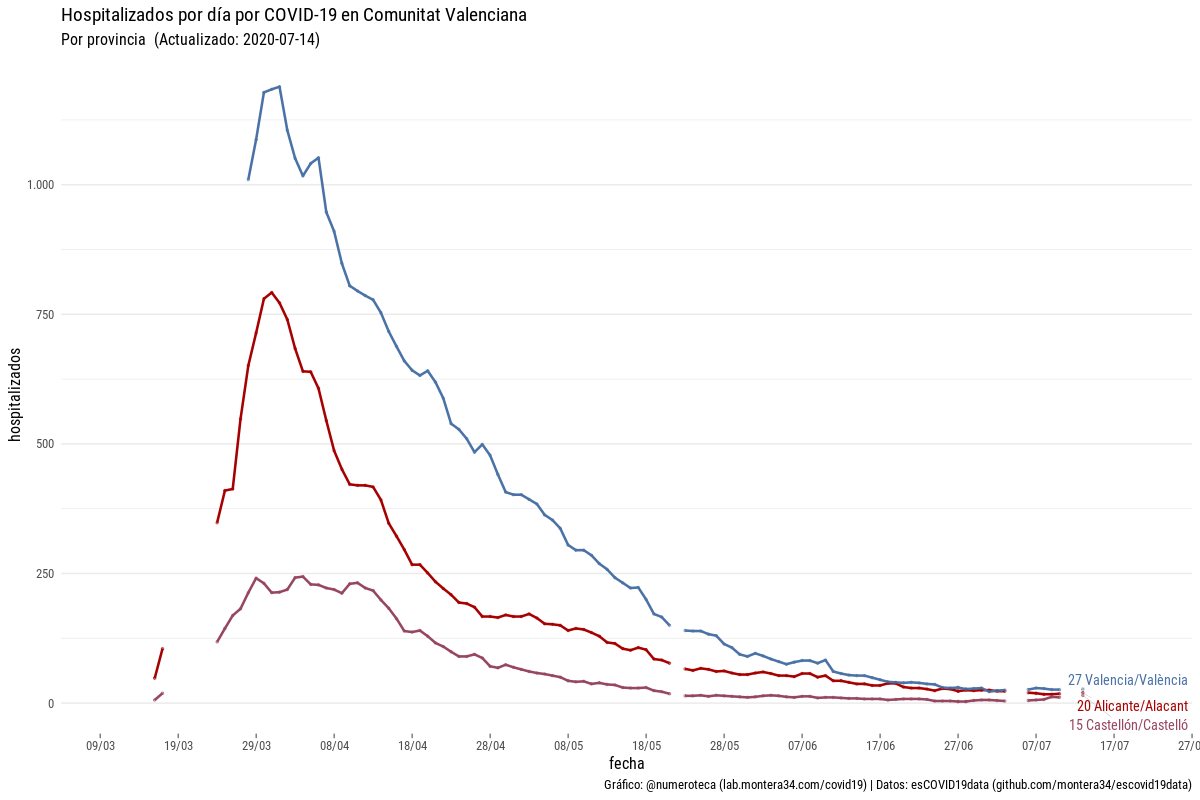 Hospitalizados por día por COVID-19 en Comunitat Valenciana
Por provincia (Actualizado: 2020-07-14)
hospitalizados
1.000
750
500
250
0
27 Valencia/València
20 Alicante/Alacant
15 Castellón/Castelló
09/03 19/03 29/03 08/04 18/04 28/04 08/05 18/05 28/05 07/06 17/06 27/06 07/07 17/07 27/0
fecha
Gráfico: @numeroteca (lab.montera34.com/covid19) | Datos: esCOVID19data (github.com/montera34/escovid19data)